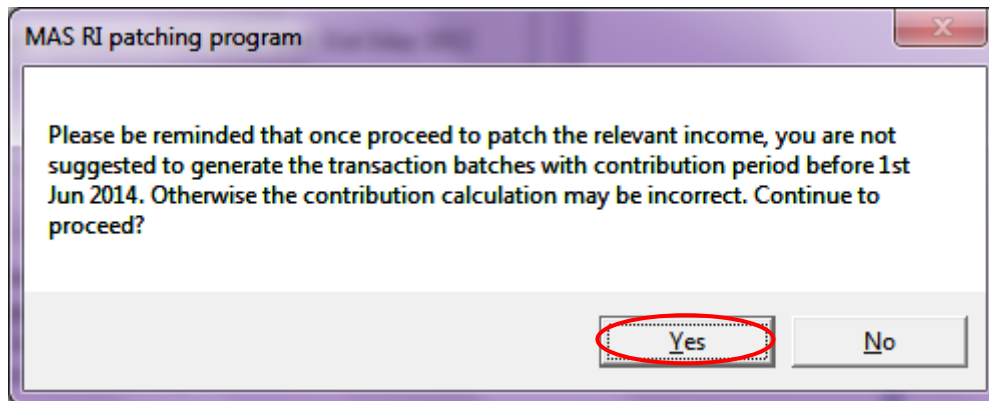 MAS RI patching program
Please be reminded that once proceed to patch the relevant income, you are not
suggested to generate the transaction batches with contribution period before 1st
Jun 2014. Otherwise the contribution calculation may be incorrect. Continue to
proceed?
Yes
No